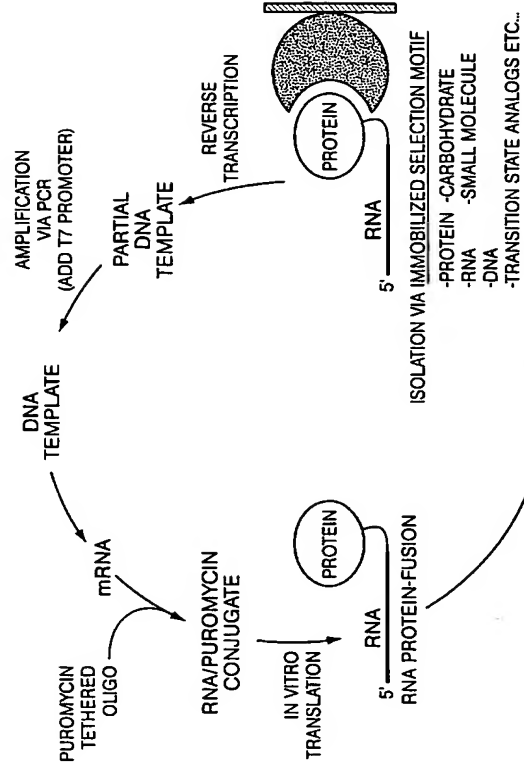 AMPLIFICATION
VIA PCR
(ADD T7 PROMOTER)
DNA
TEMPLATE
PARTIAL
DNA
TEMPLATE
REVERSE
TRANSCRIPTION
mRNA
PUROMYCIN
TETHERED
OLIGO
RNA/PUROMYCIN
CONJUGATE
IN VITRO
TRANSLATION
PROTEIN
RNA
5'
RNA PROTEIN-FUSION
PROTEIN
RNA
5'
ISOLATION VIA IMMOBILIZED SELECTION MOTIF
-PROTEIN -CARBOHYDRATE
-RNA -SMALL MOLECULE
-DNA
-TRANSITION STATE ANALOGS ETC...